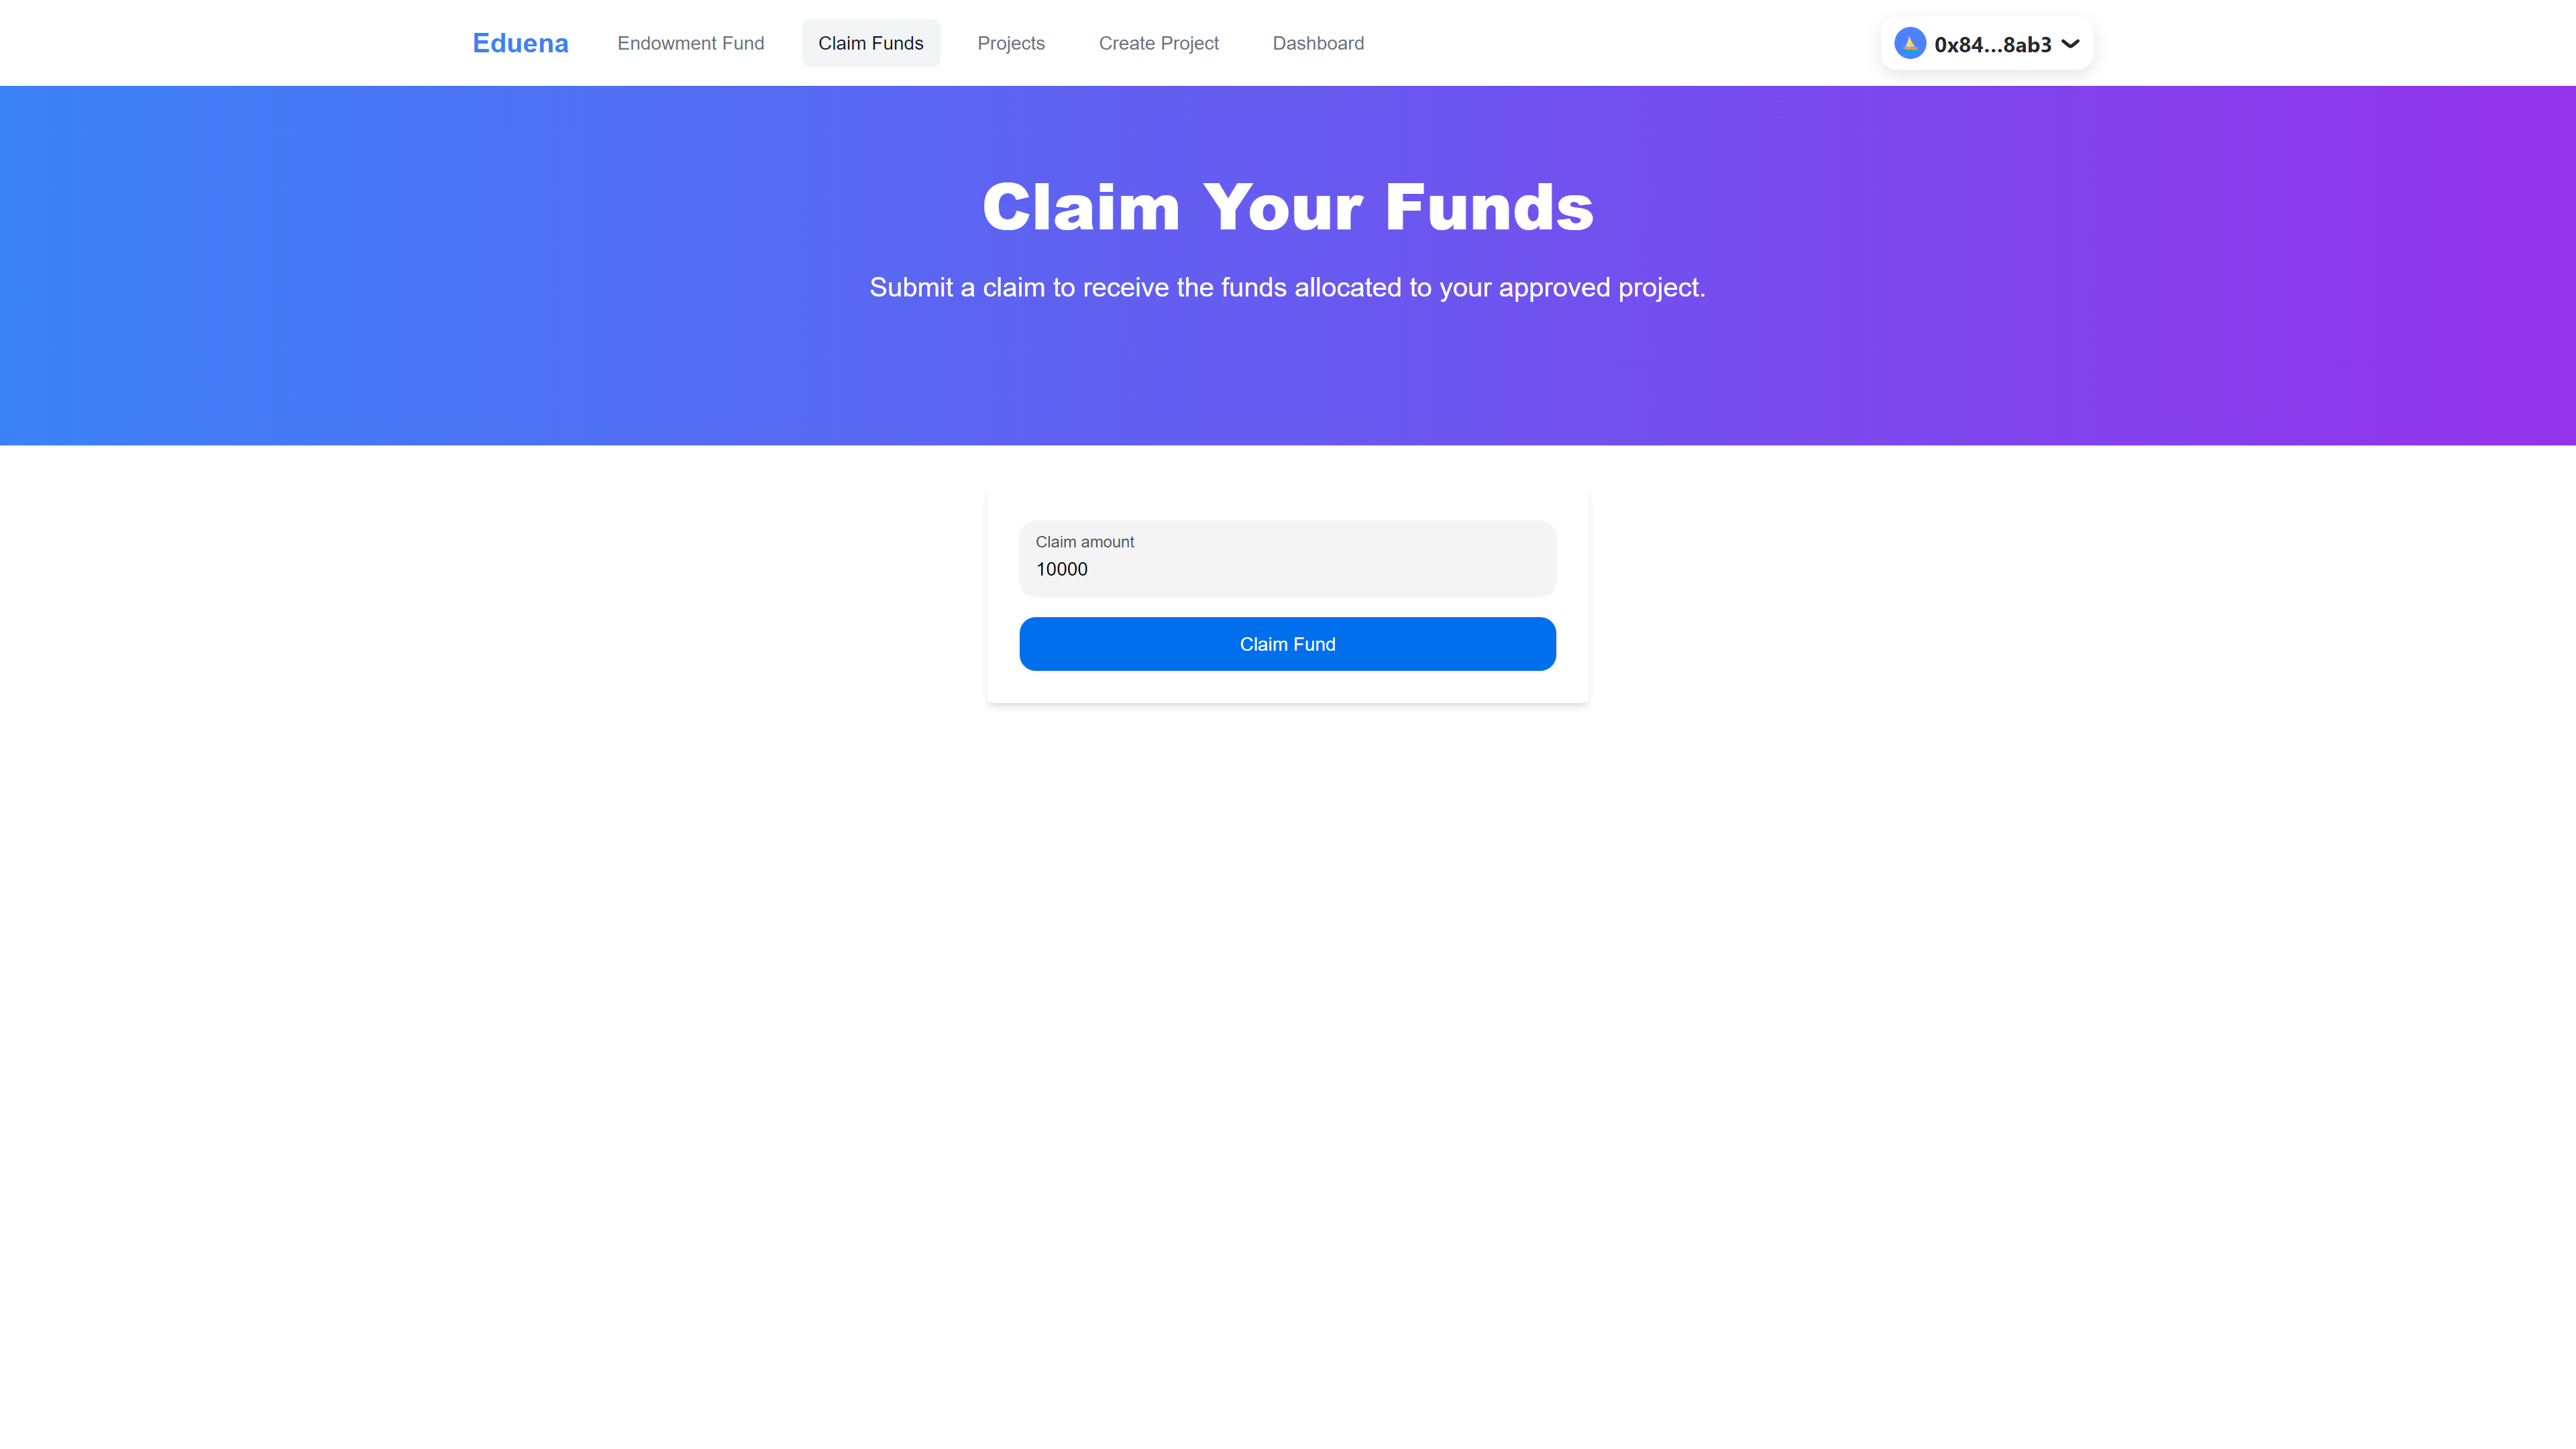 Eduena
Endowment Fund
Claim Funds
Projects
Create Project
Dashboard
0x84...8ab3
Claim Your Funds
Submit a claim to receive the funds allocated to your approved project.
Claim amount
10000
Claim Fund